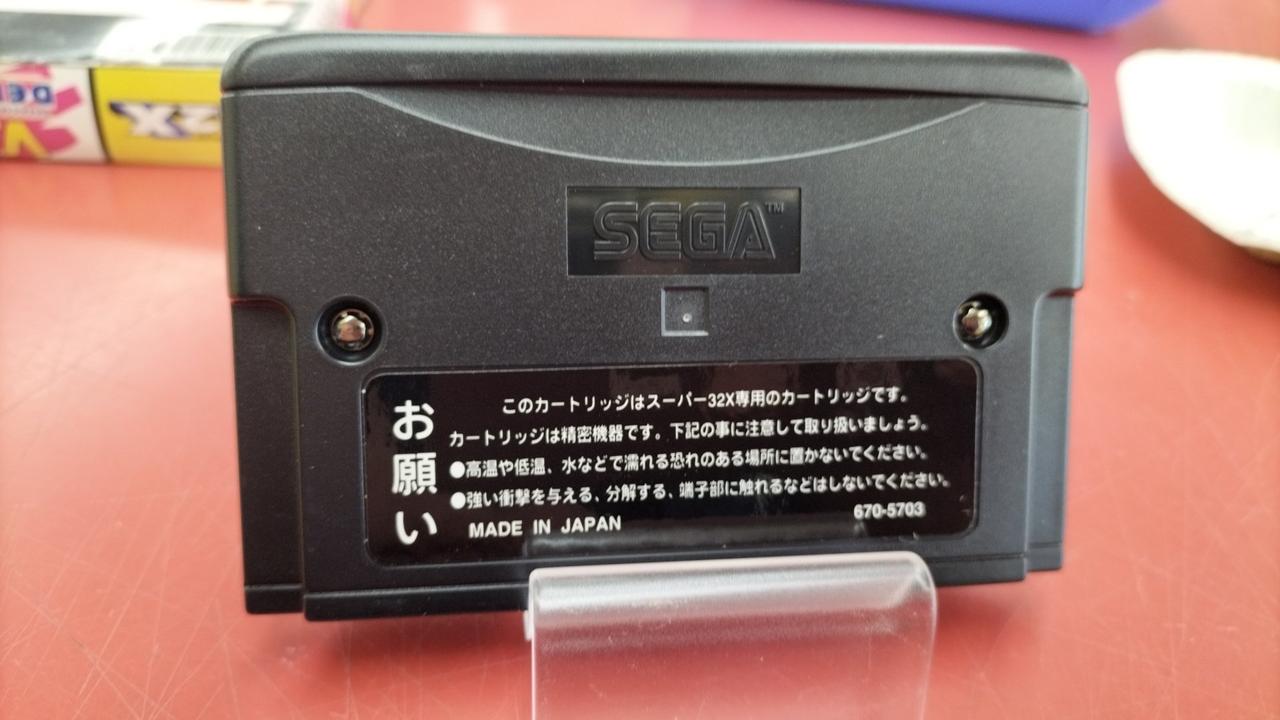 2X
SEGA™
お願い
このカートリッジはスーパー32X専用のカートリッジです。
カートリッジは精密機器です。下記の事に注意して取り扱いましょう。
●高温や低温、水などで濡れる恐れのある場所に置かないでください。
●強い衝撃を与える、分解する、端子部に触れるなどはしないでください。
MADE IN JAPAN
670-5703